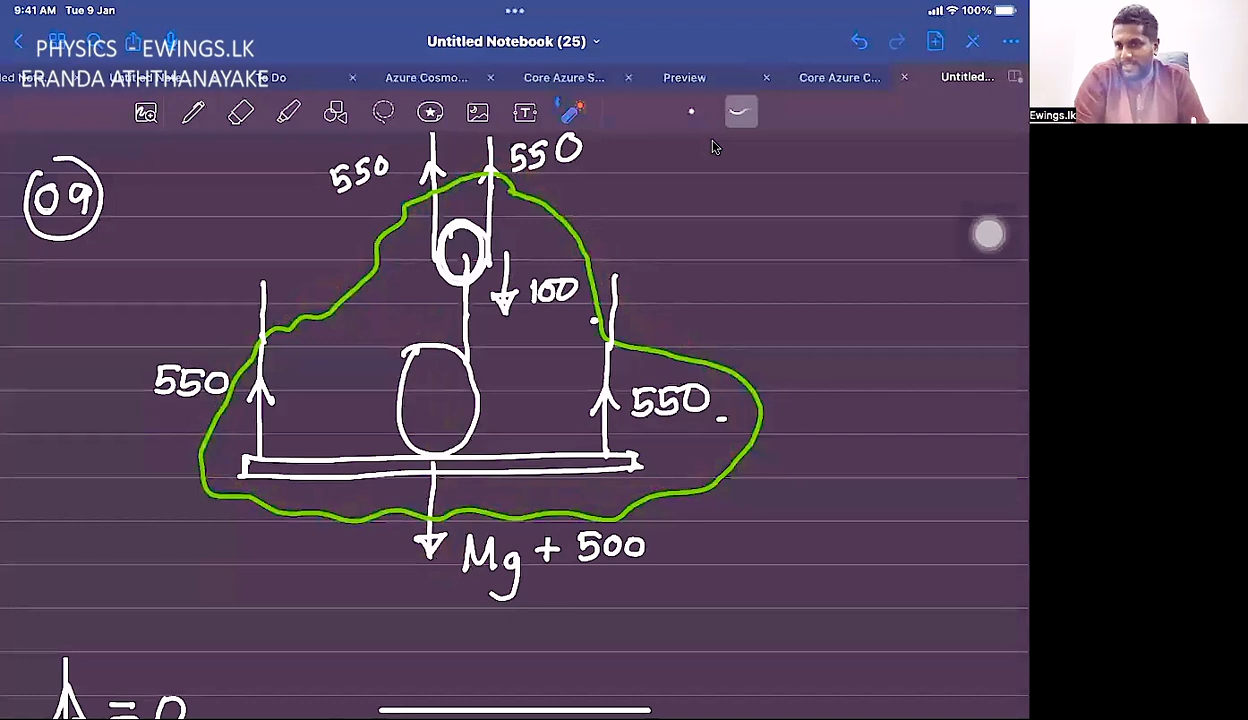 9:41 AM Tue 9 Jan
100%
PHYSICS EWINGS.LK
Untitled Notebook (25)
ERANDA ATHTHANAYAKE
Do
Azure Cosmo...
Core Azure S...
Preview
Core Azure C...
Untitled...
Ewings.lk
550
550
09
100
550
550
Mg + 500
= 0